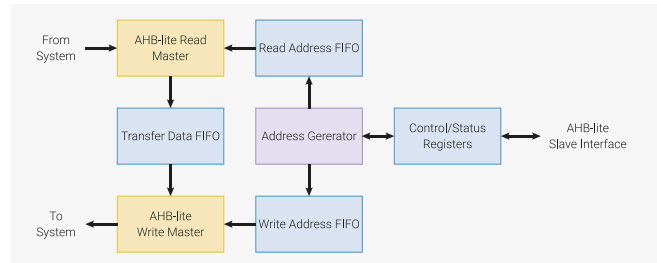 From
System
AHB-lite Read
Master
Read Address FIFO
Transfer Data FIFO
Address Gererator
Control/Status
Registers
AHB-lite
Slave Interface
To
System
AHB-lite
Write Master
Write Address FIFO